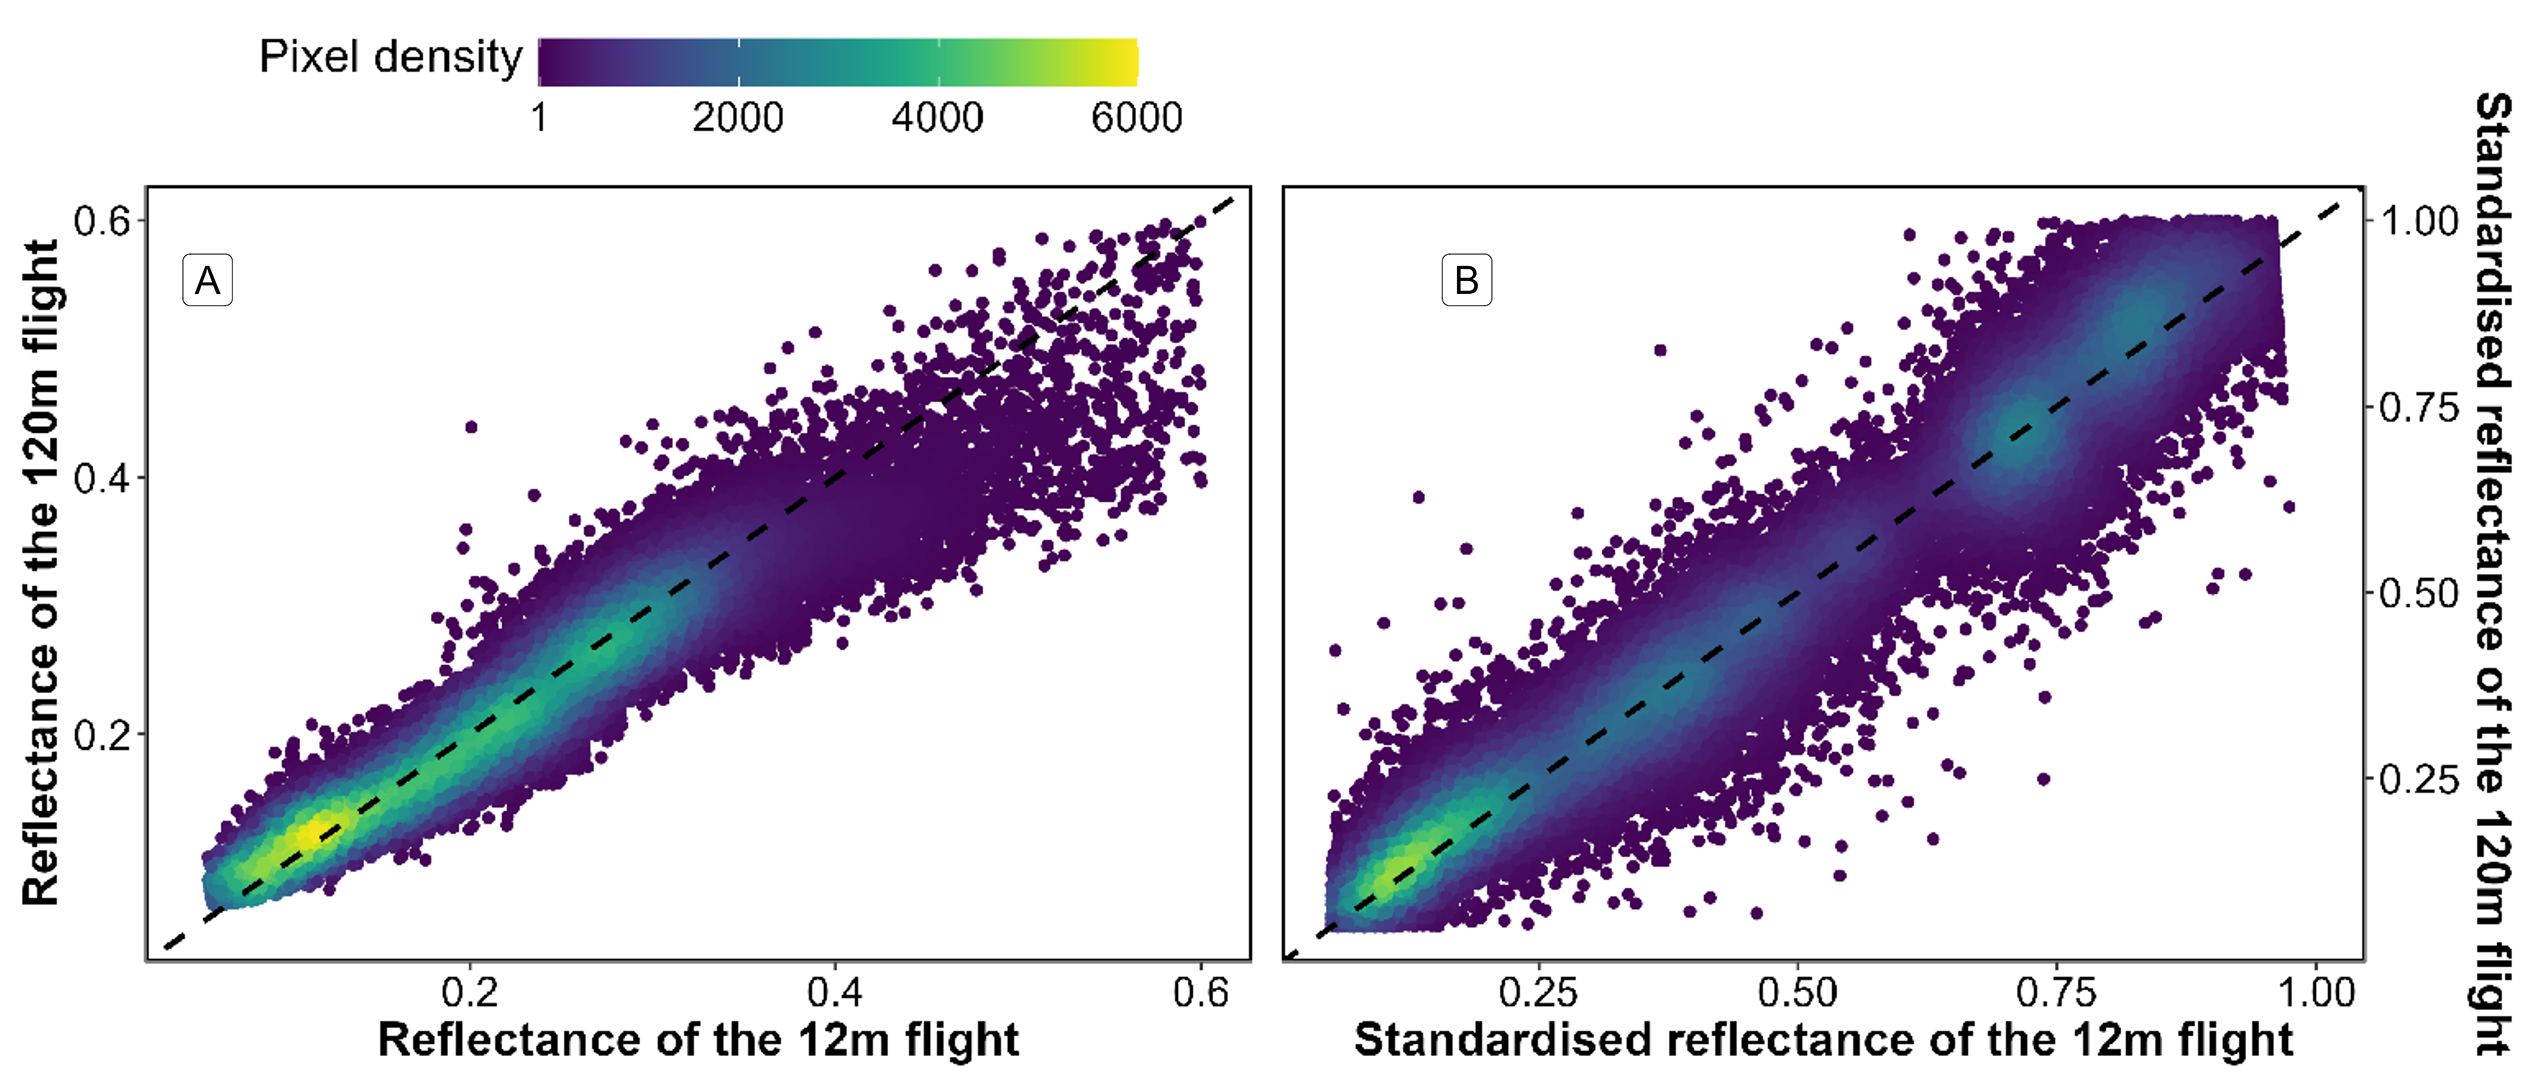 Pixel density
1 2000 4000 6000
A
B
Reflectance of the 120m flight
0.6
0.4
0.2
0.2 0.4 0.6
Reflectance of the 12m flight
1.00
0.75
0.50
0.25
0.25 0.50 0.75 1.00
Standardised reflectance of the 12m flight
Standardised reflectance of the 120m flight